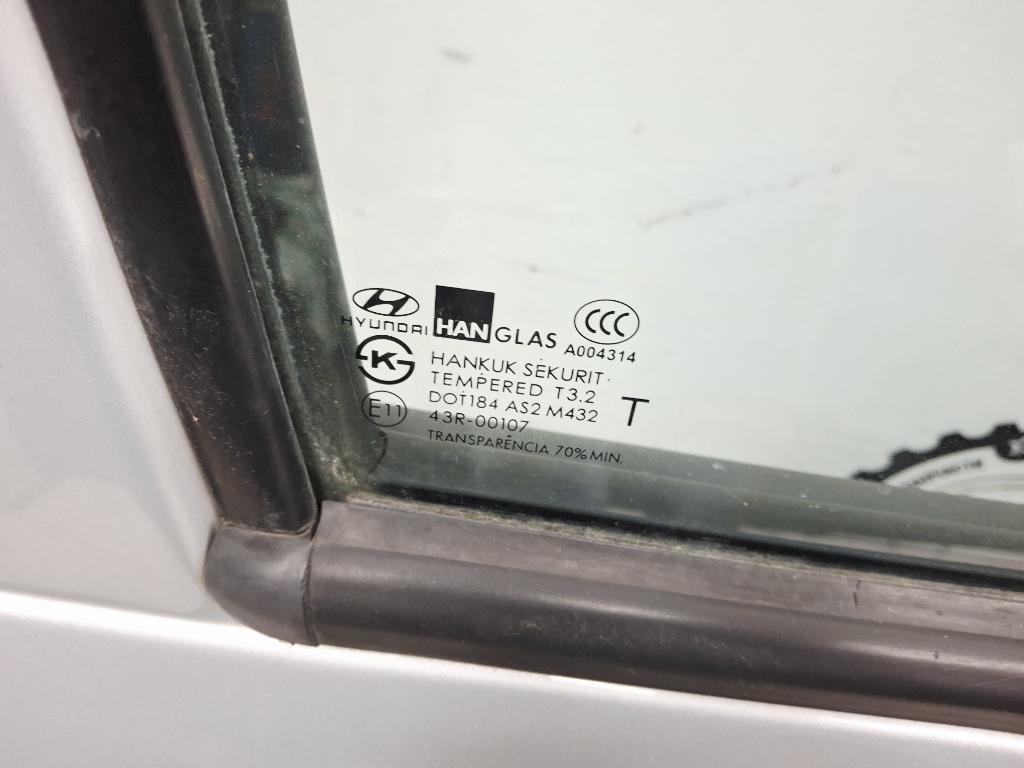 HYUNDAI
HANGLAS
CCC
A004314
K
HANKUK SEKURIT
TEMPERED T3.2
DOT184 AS2 M432
T
E11
43R-00107
TRANSPARÊNCIA 70% MIN.